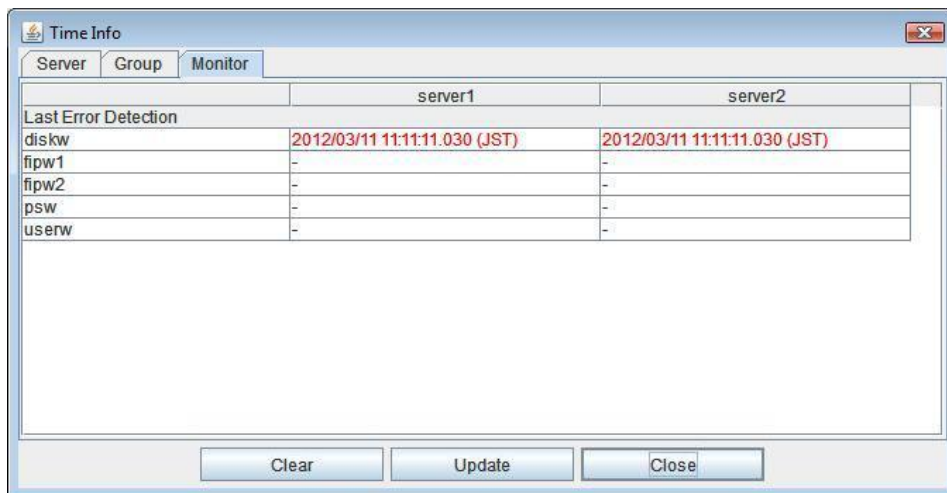 Time Info
Server Group Monitor
server1 server2
Last Error Detection
diskw 2012/03/11 11:11:11.030 (JST) 2012/03/11 11:11:11.030 (JST)
fipw1 - -
fipw2 - -
psw - -
userw - -
Clear Update Close